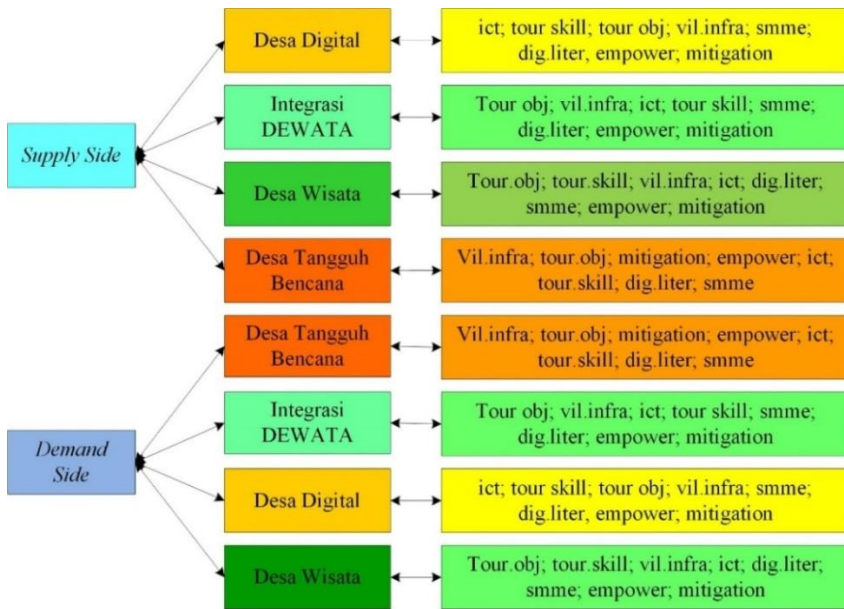 Supply Side
Desa Digital
ict; tour skill; tour obj; vil.infra; smme;
dig.liter, empower; mitigation
Integrasi
DEWATA
Tour obj; vil.infra; ict; tour skill; smme;
dig.liter; empower; mitigation
Desa Wisata
Tour.obj; tour.skill; vil.infra; ict; dig.liter;
smme; empower; mitigation
Desa Tangguh
Bencana
Vil.infra; tour.obj; mitigation; empower; ict;
tour.skill; dig.liter; smme
Demand
Side
Desa Tangguh
Bencana
Vil.infra; tour.obj; mitigation; empower; ict;
tour.skill; dig.liter; smme
Integrasi
DEWATA
Tour obj; vil.infra; ict; tour skill; smme;
dig.liter; empower; mitigation
Desa Digital
ict; tour skill; tour obj; vil.infra; smme;
dig.liter, empower; mitigation
Desa Wisata
Tour.obj; tour.skill; vil.infra; ict; dig.liter;
smme; empower; mitigation